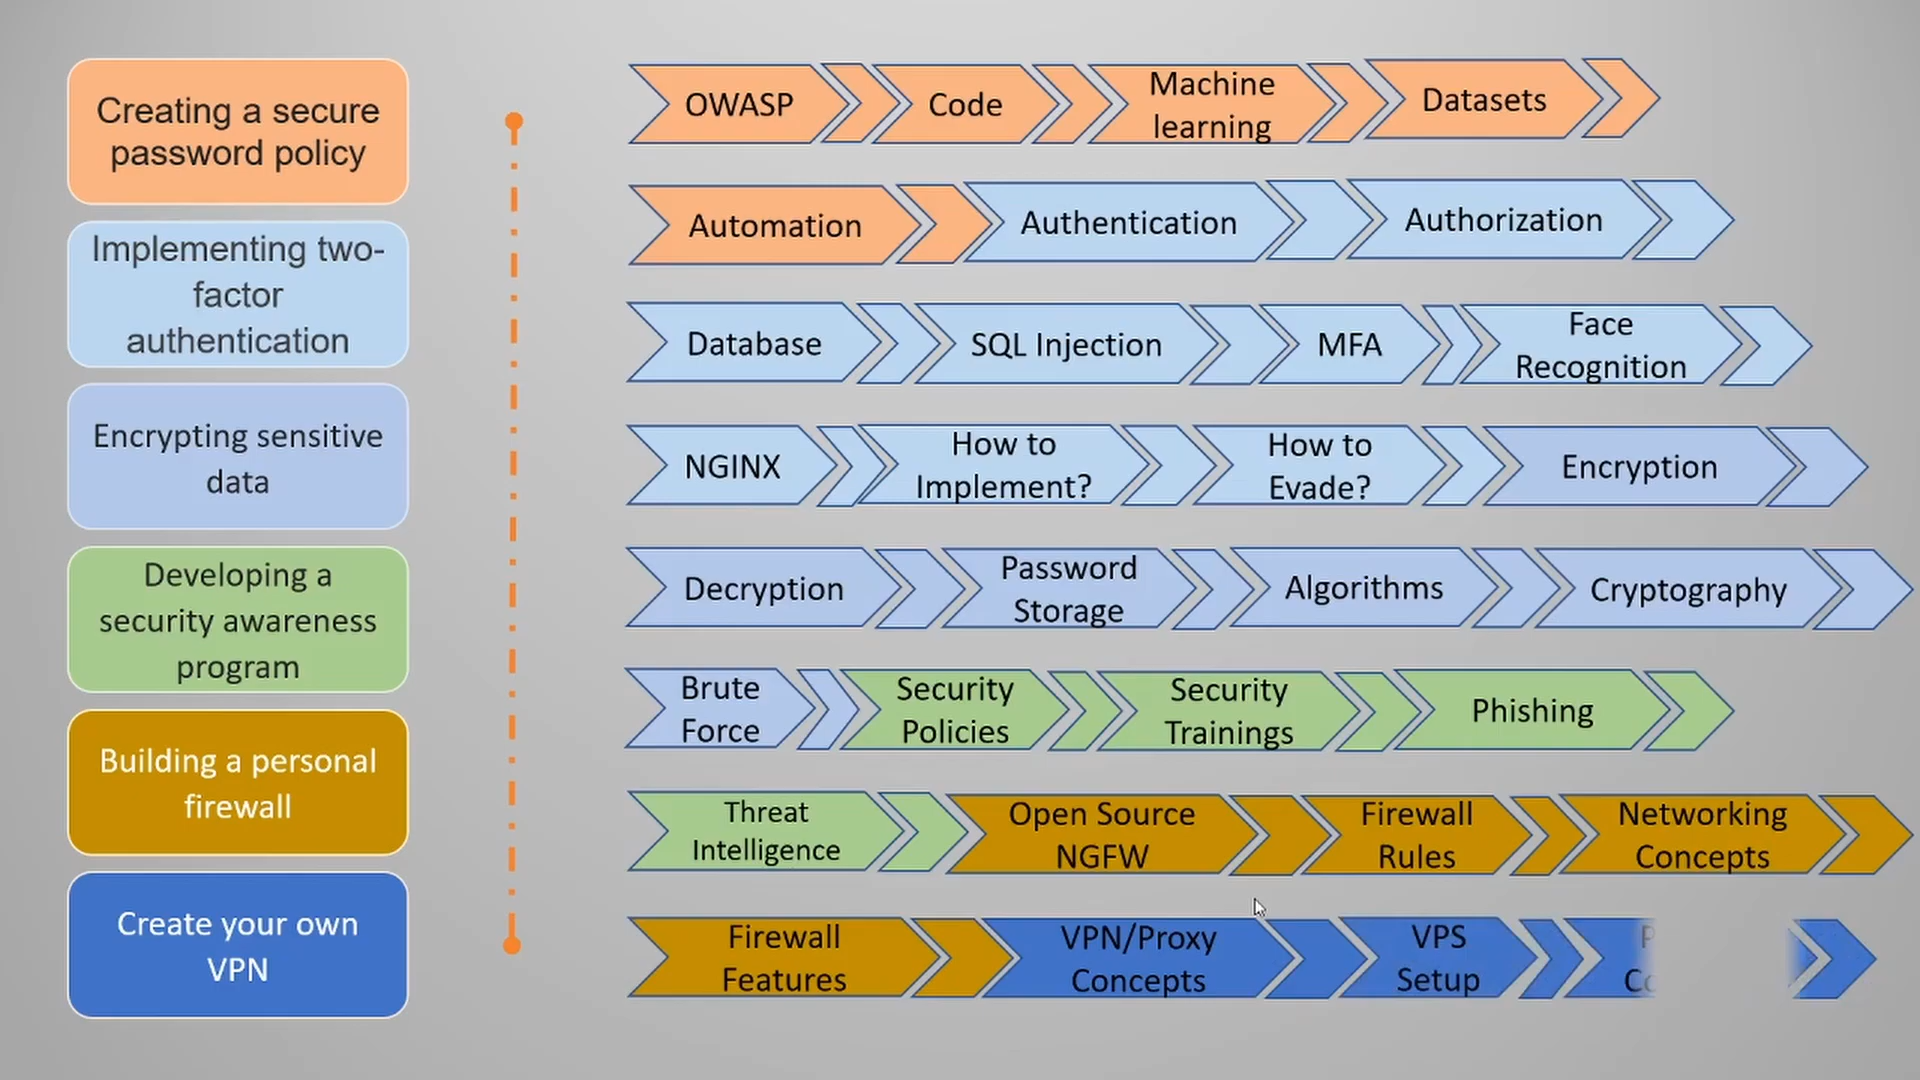 Creating a secure
password policy
Implementing two-
factor
authentication
Encrypting sensitive
data
Developing a
security awareness
program
Building a personal
firewall
Create your own
VPN
OWASP
Code
Machine
learning
Datasets
Automation
Authentication
Authorization
Database
SQL Injection
MFA
Face
Recognition
NGINX
How to
Implement?
How to
Evade?
Encryption
Decryption
Password
Storage
Algorithms
Cryptography
Brute
Force
Security
Policies
Security
Trainings
Phishing
Threat
Intelligence
Open Source
NGFW
Firewall
Rules
Networking
Concepts
Firewall
Features
VPN/Proxy
Concepts
VPS
Setup